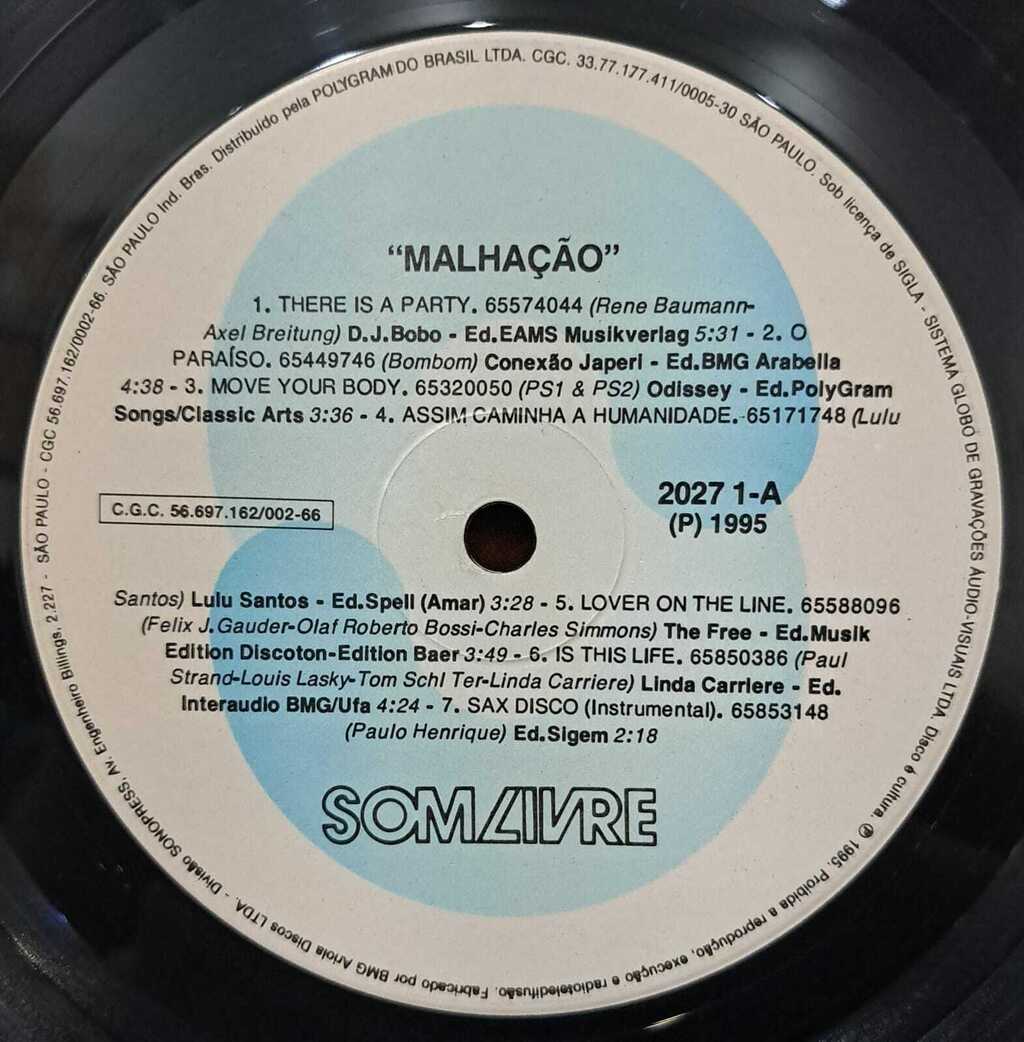 “MALHAÇÃO”
1. THERE IS A PARTY. 65574044 (Rene Baumann-
Axel Breitung) D.J.Bobo - Ed.EAMS Musikverlag 5:31 - 2. O
PARAÍSO. 65449746 (Bombom) Conexão Japeri - Ed.BMG Arabella
4:38 - 3. MOVE YOUR BODY. 65320050 (PS1 & PS2) Odissey - Ed.PolyGram
Songs/Classic Arts 3:36 - 4. ASSIM CAMINHA A HUMANIDADE. 65171748 (Lulu
C.G.C. 56.697.162/002-66
2027 1-A
(P) 1995
Santos) Lulu Santos - Ed.Spell (Amar) 3:28 - 5. LOVER ON THE LINE. 65588096
(Felix J.Gauder-Olaf Roberto Bossi-Charles Simmons) The Free - Ed.Musik
Edition Discoton-Edition Baer 3:49 - 6. IS THIS LIFE. 65850386 (Paul
Strand-Louis Lasky-Tom Schl Ter-Linda Carriere) Linda Carriere - Ed.
Interaudio BMG/Ufa 4:24 - 7. SAX DISCO (Instrumental). 65853148
(Paulo Henrique) Ed.Sigem 2:18
SOM LIVRE
Fabricado por BMG Ariola Discos LTDA. - Divisão SONOPRESS, Av. Engenheiro Billings, 2.227 - SÃO PAULO - CGC 56.697.162/0002-66. SÃO PAULO Ind. Bras. Distribuido pela POLYGRAM DO BRASIL LTDA. CGC. 33.77.177.411/0005-30 SÃO PAULO. Sob licença de SIGLA - SISTEMA GLOBO DE GRAVAÇÕES ÁUDIO-VISUAIS LTDA. Disco é cultura. ℗ 1995. Proibida a reprodução, execução e radioteledifusão.